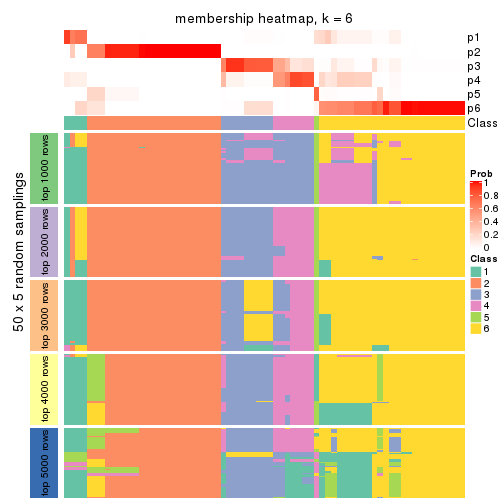 membership heatmap, k = 6
p1
p2
p3
p4
p5
p6
Class
50 x 5 random samplings
top 1000 rows
top 2000 rows
top 3000 rows
top 4000 rows
top 5000 rows
Prob
1
0.8
0.6
0.4
0.2
0
Class
1
2
3
4
5
6